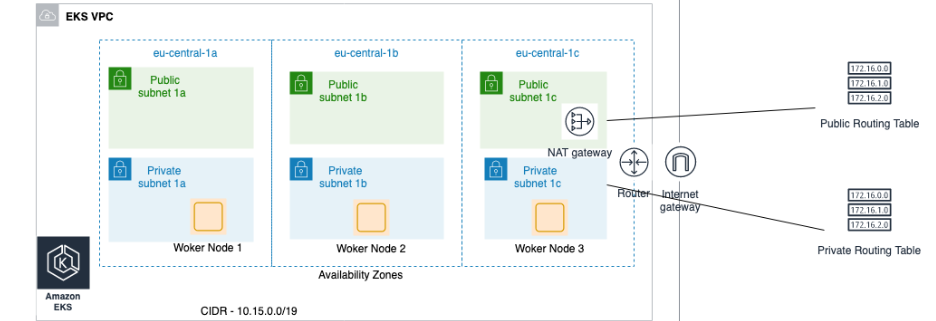 EKS VPC
eu-central-1a
eu-central-1b
eu-central-1c
Public
subnet 1a
Public
subnet 1b
Public
subnet 1c
NAT gateway
Private
subnet 1a
Private
subnet 1b
Private
subnet 1c
Router
Internet
gateway
Woker Node 1
Woker Node 2
Woker Node 3
Availability Zones
Amazon
EKS
CIDR - 10.15.0.0/19
172.16.0.0
172.16.1.0
172.16.2.0
Public Routing Table
172.16.0.0
172.16.1.0
172.16.2.0
Private Routing Table